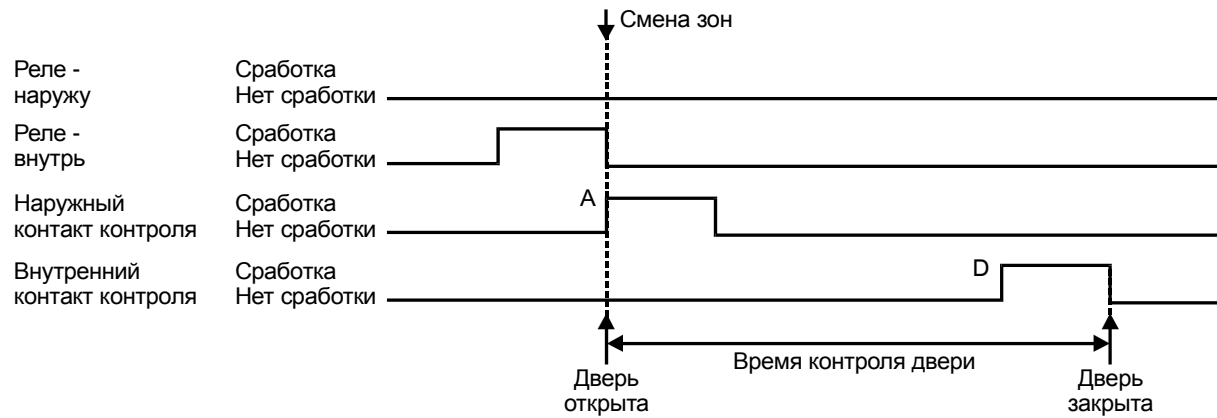 Смена зон
Реле -
наружу
Сработка
Нет сработки
Реле -
внутрь
Сработка
Нет сработки
Наружный
контакт контроля
Сработка
Нет сработки
A
Внутренний
контакт контроля
Сработка
Нет сработки
D
Время контроля двери
Дверь
открыта
Дверь
закрыта